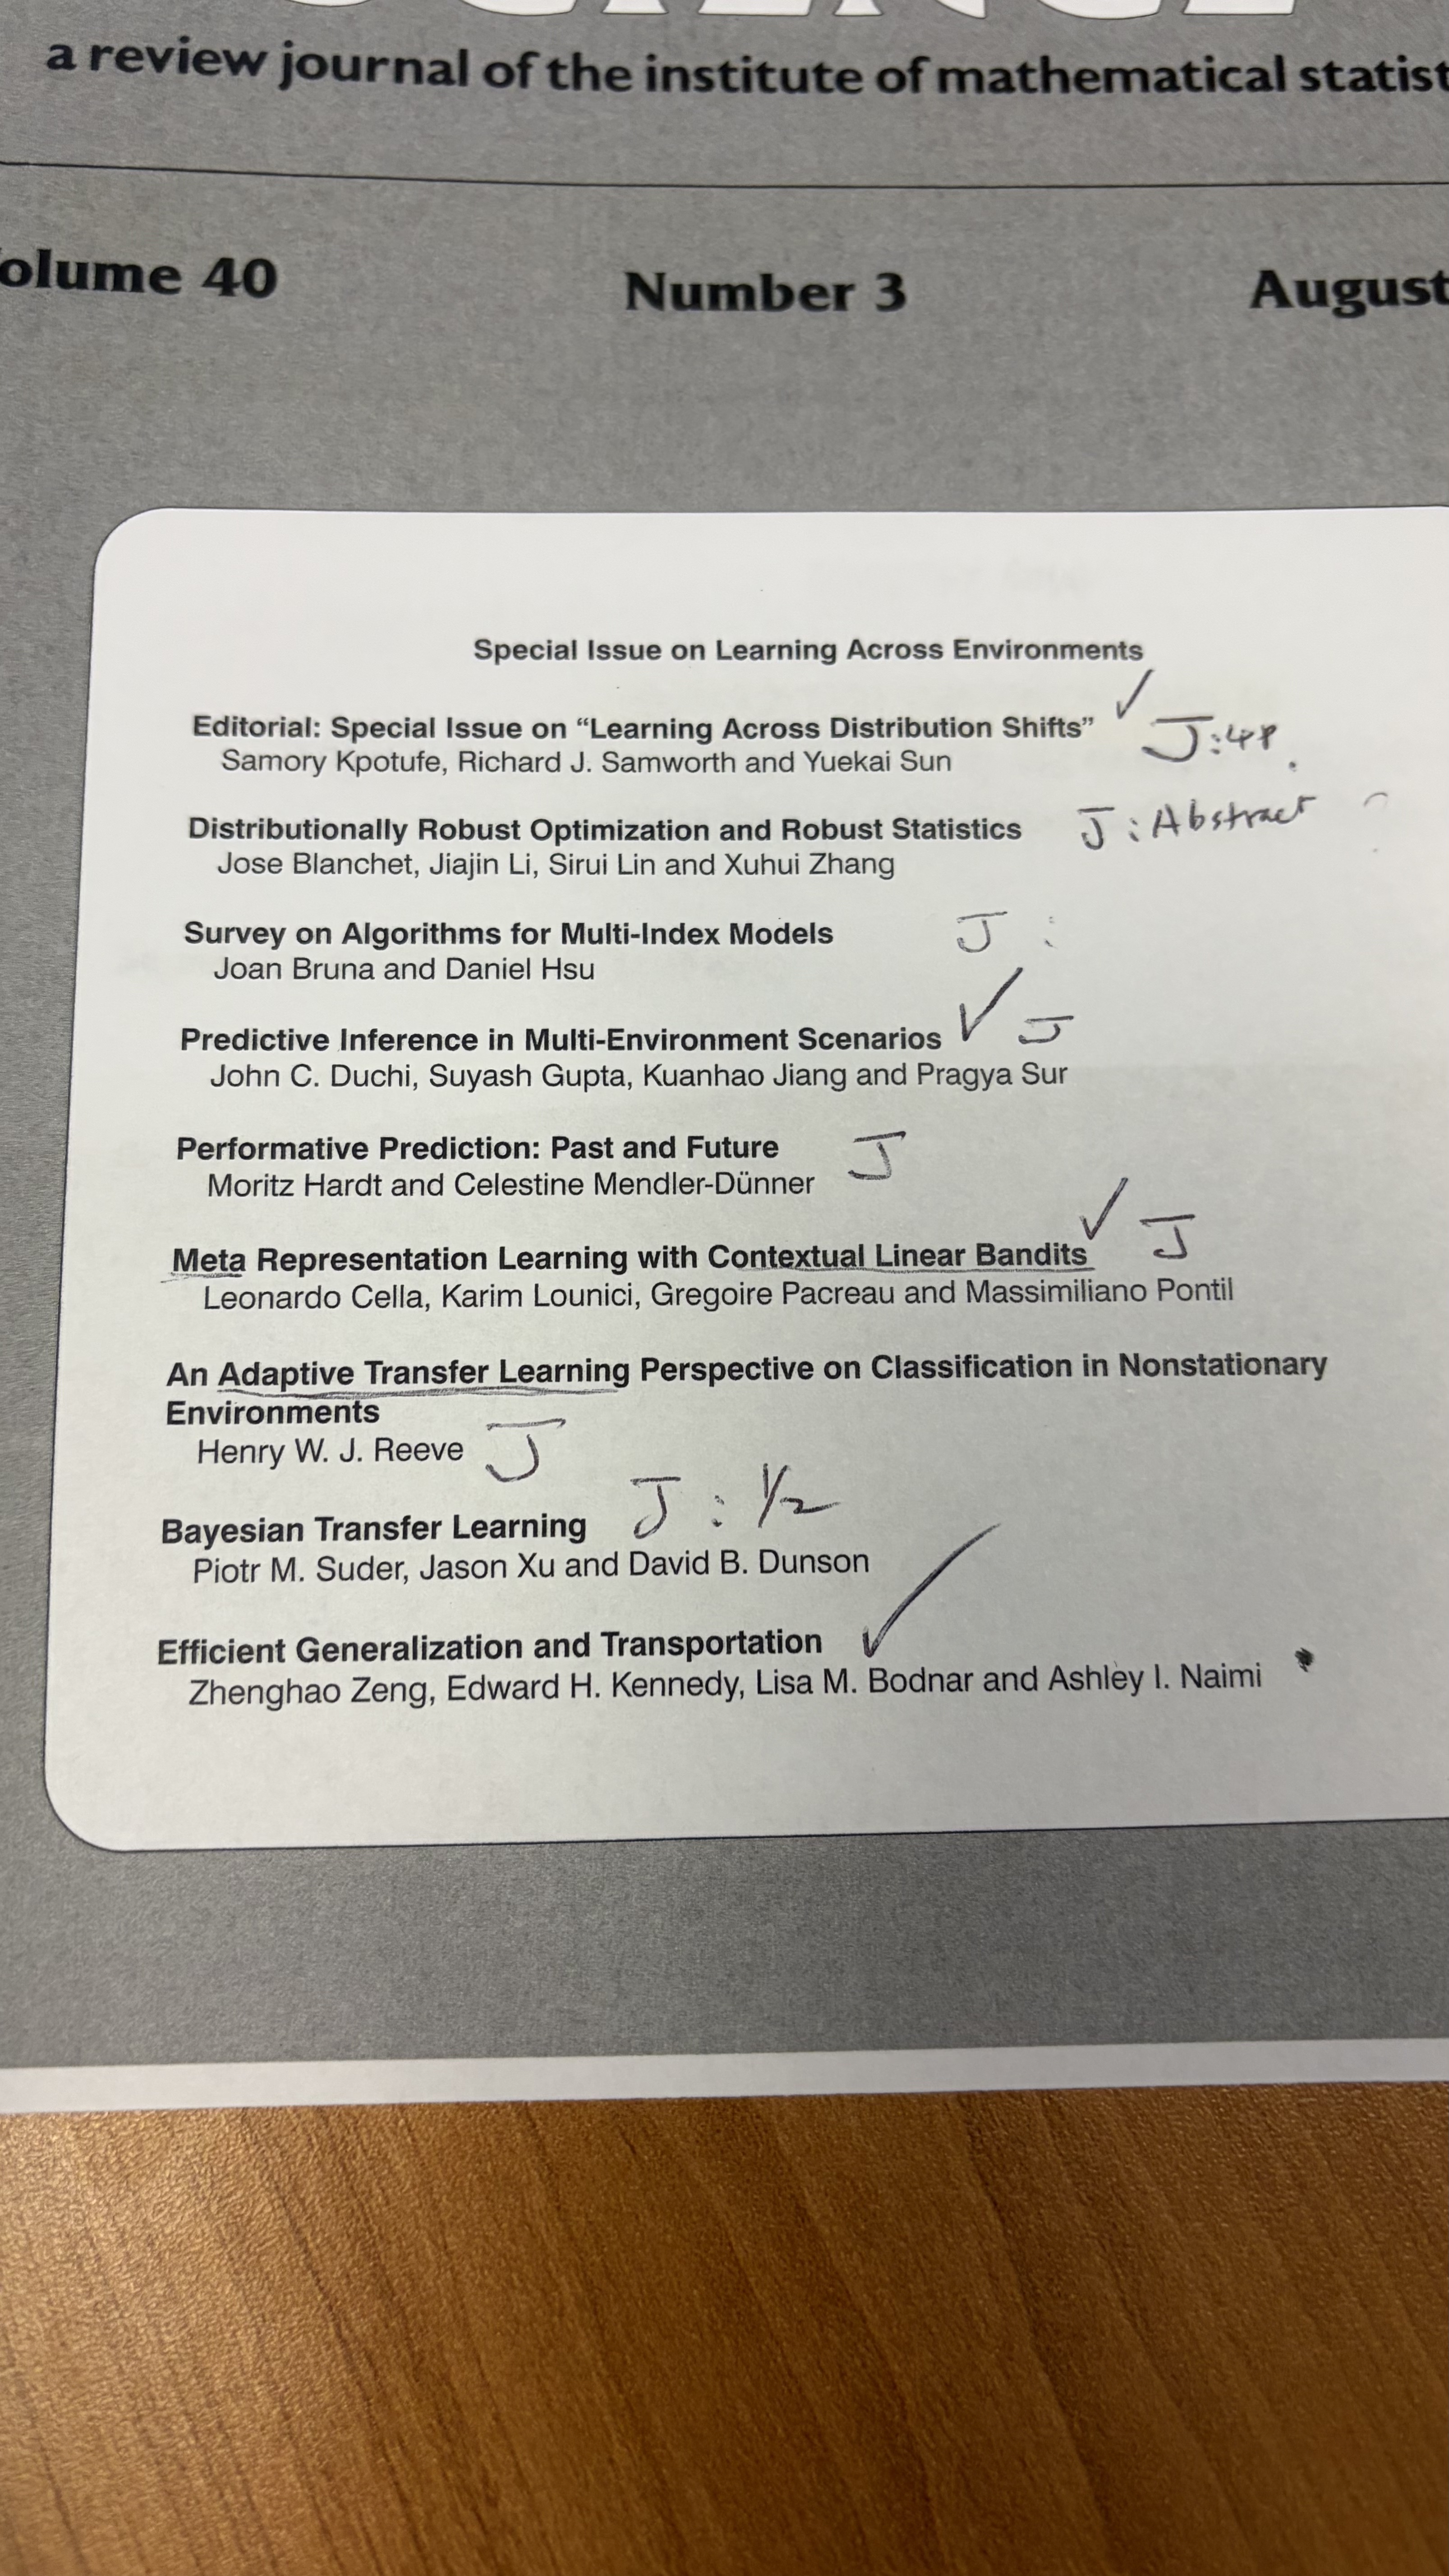 SCIENCE
a review journal of the institute of mathematical statist
olume 40 Number 3 August
Special Issue on Learning Across Environments
Editorial: Special Issue on “Learning Across Distribution Shifts” ✓ J:4P.
Samory Kpotufe, Richard J. Samworth and Yuekai Sun
Distributionally Robust Optimization and Robust Statistics J: Abstract
Jose Blanchet, Jiajin Li, Sirui Lin and Xuhui Zhang
Survey on Algorithms for Multi-Index Models J :
Joan Bruna and Daniel Hsu
Predictive Inference in Multi-Environment Scenarios ✓ J
John C. Duchi, Suyash Gupta, Kuanhao Jiang and Pragya Sur
Performative Prediction: Past and Future J
Moritz Hardt and Celestine Mendler-Dünner
Meta Representation Learning with Contextual Linear Bandits ✓ J
Leonardo Cella, Karim Lounici, Gregoire Pacreau and Massimiliano Pontil
An Adaptive Transfer Learning Perspective on Classification in Nonstationary
Environments
Henry W. J. Reeve J
Bayesian Transfer Learning J : 1/2
Piotr M. Suder, Jason Xu and David B. Dunson
Efficient Generalization and Transportation ✓
Zhenghao Zeng, Edward H. Kennedy, Lisa M. Bodnar and Ashley I. Naimi